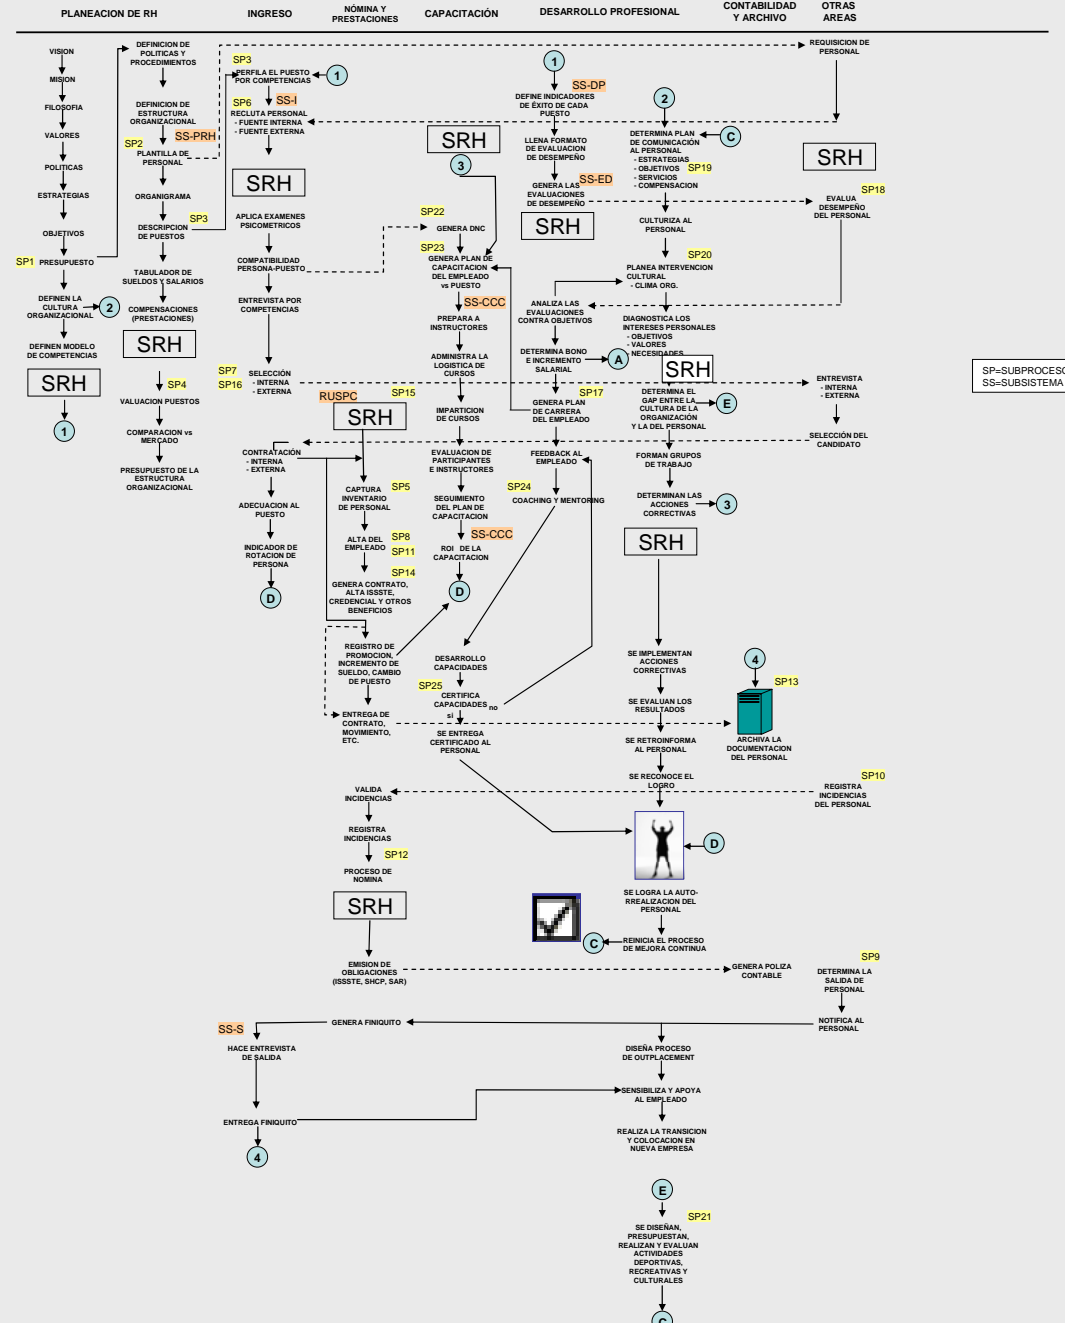 PLANEACION DE RH
INGRESO
NÓMINA Y
PRESTACIONES
CAPACITACIÓN
DESARROLLO PROFESIONAL
CONTABILIDAD
Y ARCHIVO
OTRAS
AREAS
VISION
MISION
FILOSOFIA
VALORES
POLITICAS
ESTRATEGIAS
OBJETIVOS
SP1
PRESUPUESTO
DEFINEN LA
CULTURA
ORGANIZACIONAL
2
DEFINEN MODELO
DE COMPETENCIAS
SRH
1
DEFINICION DE
POLITICAS Y
PROCEDIMIENTOS
DEFINICION DE
ESTRUCTURA
ORGANIZACIONAL
SS-PRH
SP2
PLANTILLA DE
PERSONAL
ORGANIGRAMA
SP3
DESCRIPCION
DE PUESTOS
TABULADOR DE
SUELDOS Y SALARIOS
COMPENSACIONES
(PRESTACIONES)
SRH
SP4
VALUACION PUESTOS
COMPARACION vs
MERCADO
PRESUPUESTO DE LA
ESTRUCTURA
ORGANIZACIONAL
SP3
PERFILA EL PUESTO
POR COMPETENCIAS
1
SS-I
SP6
RECLUTA PERSONAL
- FUENTE INTERNA
- FUENTE EXTERNA
SRH
APLICA EXAMENES
PSICOMETRICOS
COMPATIBILIDAD
PERSONA-PUESTO
ENTREVISTA POR
COMPETENCIAS
SP7
SP16
SELECCIÓN
- INTERNA
- EXTERNA
CONTRATACIÓN
- INTERNA
- EXTERNA
ADECUACION AL
PUESTO
INDICADOR DE
ROTACION DE
PERSONA
D
RUSPC
SP15
SRH
SP5
CAPTURA
INVENTARIO
DE PERSONAL
SP8
ALTA DEL
EMPLEADO
SP11
SP14
GENERA CONTRATO,
ALTA ISSSTE,
CREDENCIAL Y OTROS
BENEFICIOS
REGISTRO DE
PROMOCION,
INCREMENTO DE
SUELDO, CAMBIO
DE PUESTO
ENTREGA DE
CONTRATO,
MOVIMIENTO,
ETC.
VALIDA
INCIDENCIAS
REGISTRA
INCIDENCIAS
SP12
PROCESO DE
NOMINA
SRH
EMISION DE
OBLIGACIONES
(ISSSTE, SHCP, SAR)
SRH
3
SP22
GENERA DNC
SP23
GENERA PLAN DE
CAPACITACION
DEL EMPLEADO
vs PUESTO
SS-CCC
PREPARA A
INSTRUCTORES
ADMINISTRA LA
LOGISTICA DE
CURSOS
IMPARTICION
DE CURSOS
EVALUACION DE
PARTICIPANTES
E INSTRUCTORES
SEGUIMIENTO
DEL PLAN DE
CAPACITACION
SS-CCC
ROI DE LA
CAPACITACION
D
DESARROLLO
CAPACIDADES
SP25
CERTIFICA
CAPACIDADES
no
si
SE ENTREGA
CERTIFICADO AL
PERSONAL
1
SS-DP
DEFINE INDICADORES
DE ÉXITO DE CADA
PUESTO
LLENA FORMATO
DE EVALUACION
DE DESEMPEÑO
SS-ED
GENERA LAS
EVALUACIONES
DE DESEMPEÑO
SRH
ANALIZA LAS
EVALUACIONES
CONTRA OBJETIVOS
DETERMINA BONO
E INCREMENTO
SALARIAL
A
SP17
GENERA PLAN
DE CARRERA
DEL EMPLEADO
FEEDBACK AL
EMPLEADO
SP24
COACHING Y MENTORING
2
DETERMINA PLAN
DE COMUNICACIÓN
AL PERSONAL
- ESTRATEGIAS
- OBJETIVOS
- SERVICIOS
- COMPENSACION
C
SP19
CULTURIZA AL
PERSONAL
SP20
PLANEA INTERVENCION
CULTURAL
- CLIMA ORG.
DIAGNOSTICA LOS
INTERESES PERSONALES
- OBJETIVOS
- VALORES
- NECESIDADES
SRH
DETERMINA EL
GAP ENTRE LA
CULTURA DE LA
ORGANIZACIÓN
Y LA DEL PERSONAL
E
FORMAN GRUPOS
DE TRABAJO
DETERMINAN LAS
ACCIONES
CORRECTIVAS
3
SRH
SE IMPLEMENTAN
ACCIONES
CORRECTIVAS
SE EVALUAN LOS
RESULTADOS
SE RETROINFORMA
AL PERSONAL
SE RECONOCE EL
LOGRO
D
SE LOGRA LA AUTO-
RREALIZACION DEL
PERSONAL
C
REINICIA EL PROCESO
DE MEJORA CONTINUA
4
SP13
ARCHIVA LA
DOCUMENTACION
DEL PERSONAL
GENERA POLIZA
CONTABLE
REQUISICION DE
PERSONAL
SRH
SP18
EVALUA
DESEMPEÑO
DEL PERSONAL
ENTREVISTA
- INTERNA
- EXTERNA
SELECCIÓN DEL
CANDIDATO
SP10
REGISTRA
INCIDENCIAS
DEL PERSONAL
SP9
DETERMINA LA
SALIDA DE
PERSONAL
NOTIFICA AL
PERSONAL
SP=SUBPROCESO
SS=SUBSISTEMA
SS-S
GENERA FINIQUITO
HACE ENTREVISTA
DE SALIDA
ENTREGA FINIQUITO
4
DISEÑA PROCESO
DE OUTPLACEMENT
SENSIBILIZA Y APOYA
AL EMPLEADO
REALIZA LA TRANSICION
Y COLOCACION EN
NUEVA EMPRESA
E
SP21
SE DISEÑAN,
PRESUPUESTAN,
REALIZAN Y EVALUAN
ACTIVIDADES
DEPORTIVAS,
RECREATIVAS Y
CULTURALES
C